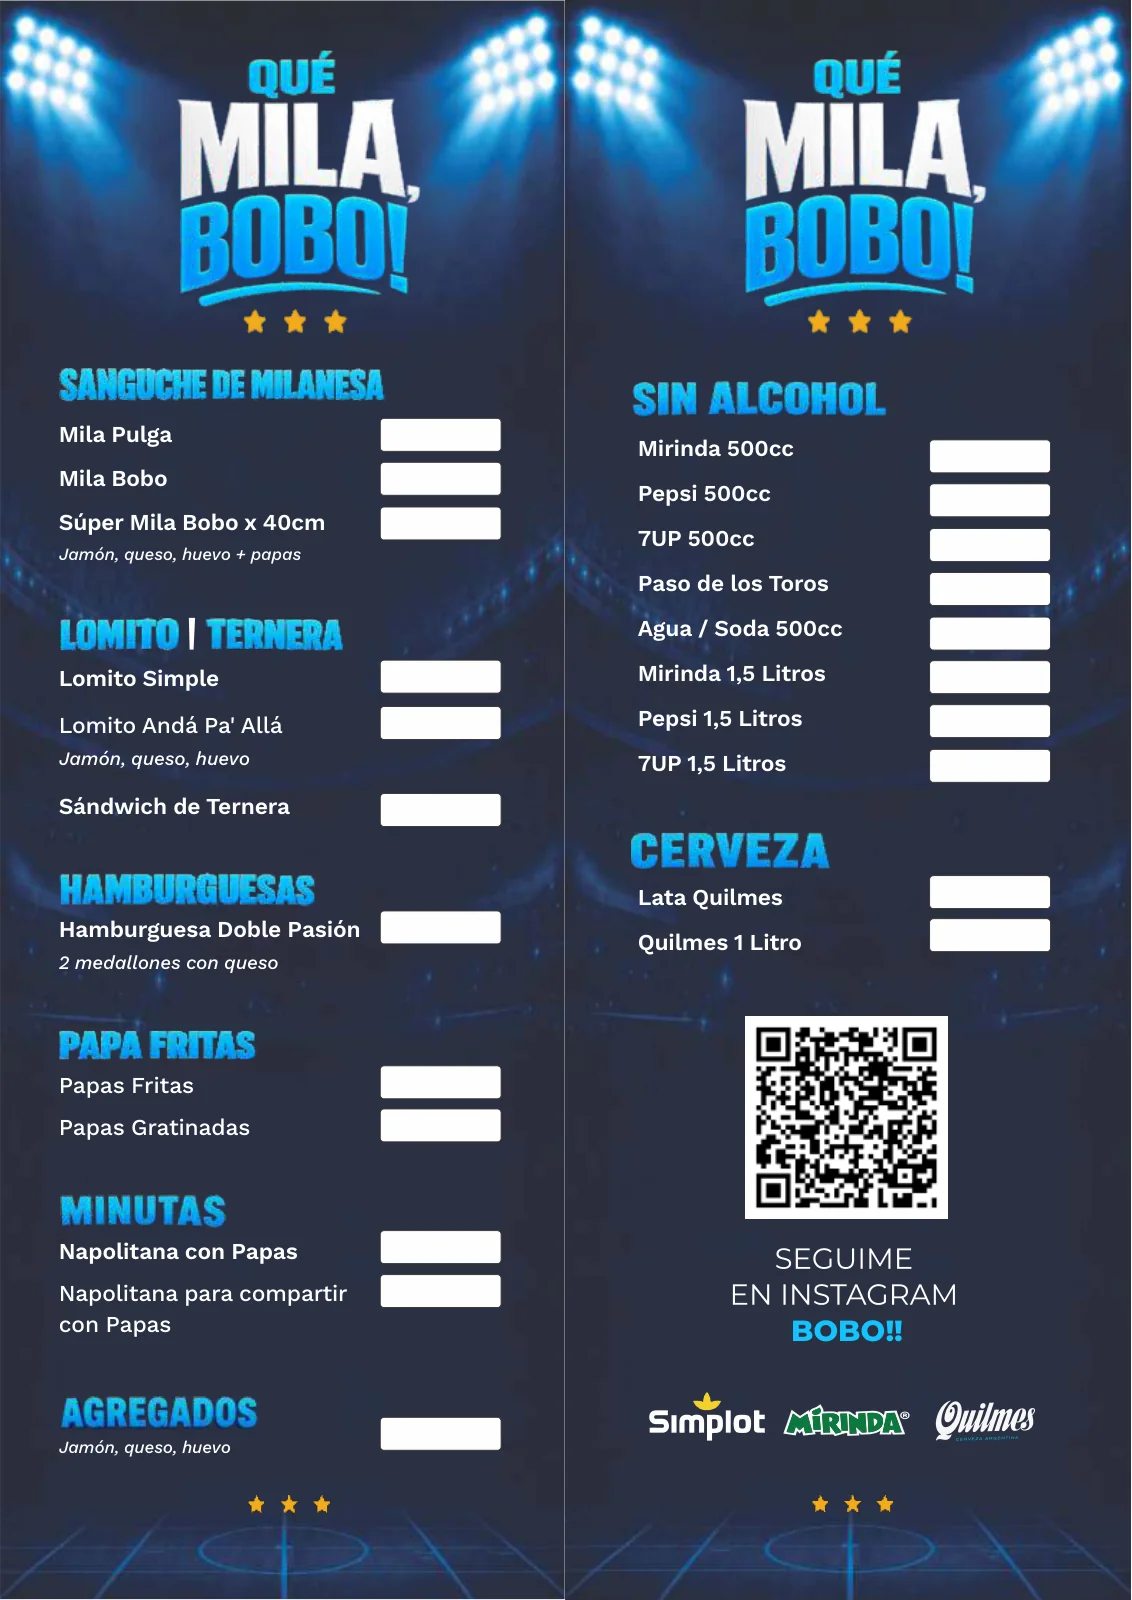 QUÉ
MILA,
BOBO!
SANGUCHE DE MILANESA
Mila Pulga
Mila Bobo
Súper Mila Bobo x 40cm
Jamón, queso, huevo + papas
LOMITO | TERNERA
Lomito Simple
Lomito Andá Pa' Allá
Jamón, queso, huevo
Sándwich de Ternera
HAMBURGUESAS
Hamburguesa Doble Pasión
2 medallones con queso
PAPA FRITAS
Papas Fritas
Papas Gratinadas
MINUTAS
Napolitana con Papas
Napolitana para compartir
con Papas
AGREGADOS
Jamón, queso, huevo
QUÉ
MILA,
BOBO!
SIN ALCOHOL
Mirinda 500cc
Pepsi 500cc
7UP 500cc
Paso de los Toros
Agua / Soda 500cc
Mirinda 1,5 Litros
Pepsi 1,5 Litros
7UP 1,5 Litros
CERVEZA
Lata Quilmes
Quilmes 1 Litro
SEGUIME
EN INSTAGRAM
BOBO!!
Simplot MiRINDA® Quilmes
CERVEZA ARGENTINA